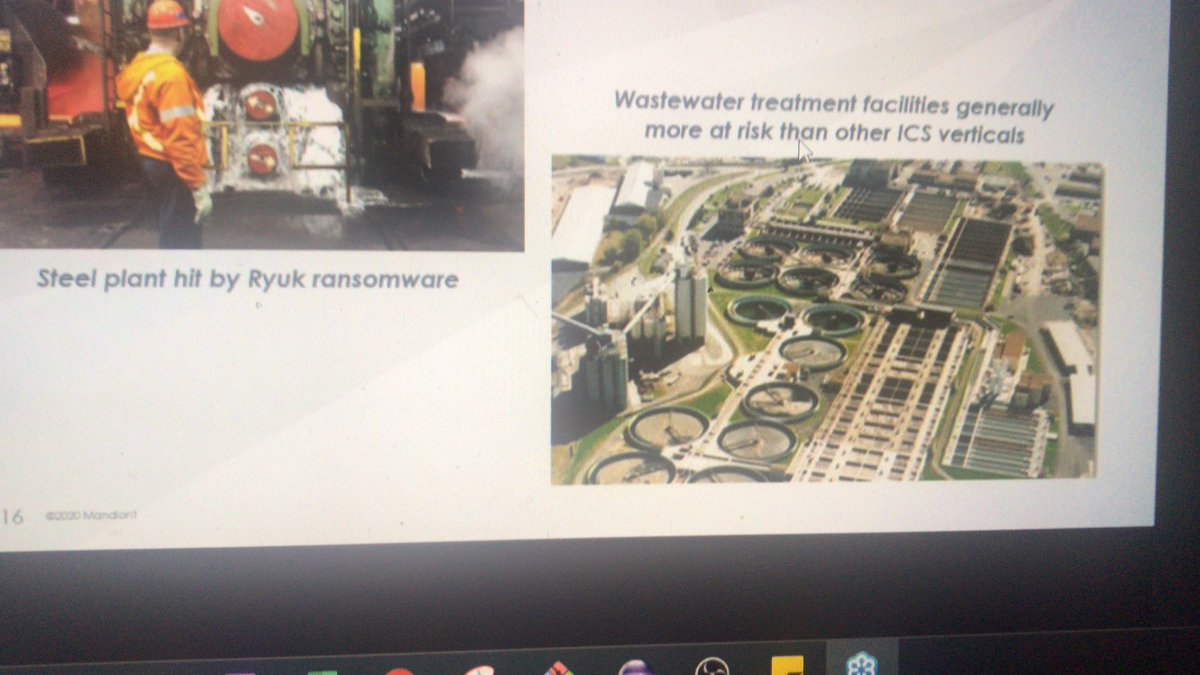 Wastewater treatment facilities generally
more at risk than other ICS verticals
Steel plant hit by Ryuk ransomware
16 ©2020 Mandiant